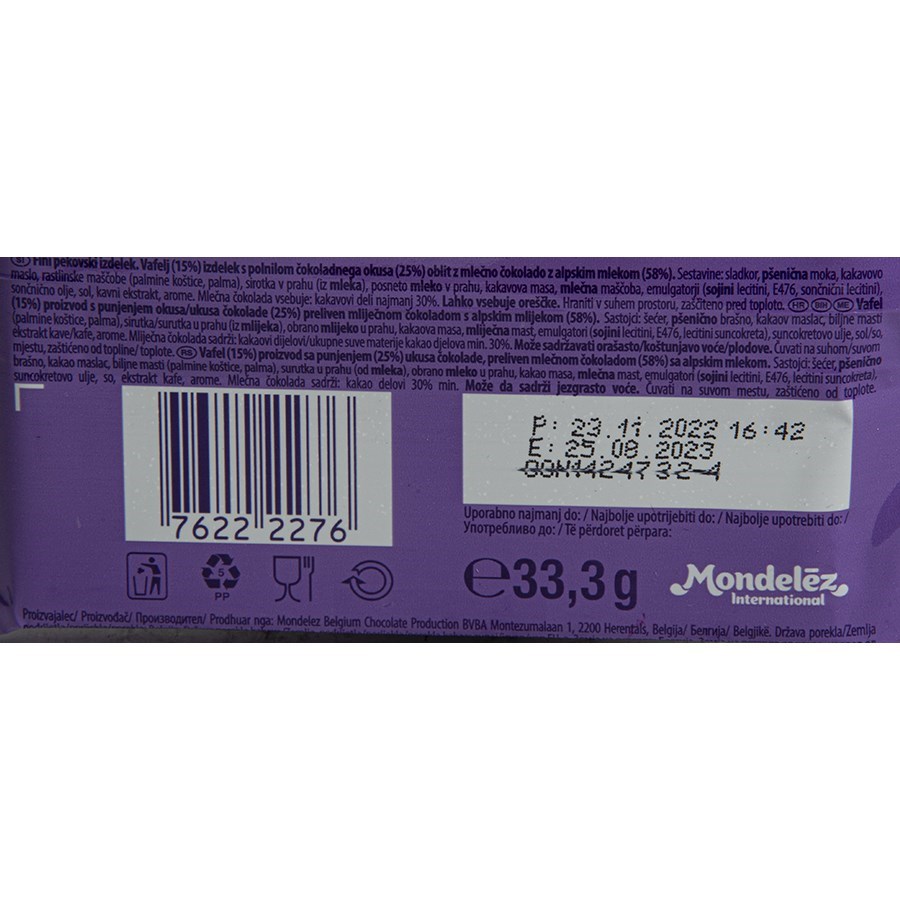 SI Fini pekovski izdelek. Vafelj (15%) izdelek s polnilom čokoladnega okusa (25%) oblit z mlečno čokolado z alpskim mlekom (58%). Sestavine: sladkor, pšenična moka, kakavovo
maslo, rastlinske maščobe (palmine koštice, palma), sirotka v prahu (iz mleka), posneto mleko v prahu, kakavova masa, mlečna maščoba, emulgatorji (sojini lecitini, E476, sončnični lecitini),
sončnično olje, sol, kavni ekstrakt, arome. Mlečna čokolada vsebuje: kakavovi deli najmanj 30%. Lahko vsebuje oreščke. Hraniti v suhem prostoru, zaščiteno pred toploto. HR BIH ME Vafel
(15%) proizvod s punjenjem okusa/ukusa čokolade (25%) preliven mliječnom čokoladom s alpskim mlijekom (58%). Sastojci: šećer, pšenično brašno, kakaov maslac, biljne masti
(palmine koštice, palma), sirutka/surutka u prahu (iz mlijeka), obrano mlijeko u prahu, kakaova masa, mliječna mast, emulgatori (sojini lecitini, E476, lecitini suncokreta), suncokretovo ulje, sol/so,
ekstrakt kave/kafe, arome. Mliječna čokolada sadrži: kakaovi dijelovi/ukupne suve materije kakao dijelova min. 30%. Može sadržavati orašasto/koštunjavo voće/plodove. Čuvati na suhom/suvom
mjestu, zaštićeno od topline/ toplote. RS Vafel (15%) proizvod sa punjenjem (25%) ukusa čokolade, preliven mlečnom čokoladom (58%) sa alpskim mlekom. Sastojci: šećer, pšenično
brašno, kakao maslac, biljne masti (palmine koštice, palma), surutka u prahu (od mleka), obrano mleko u prahu, kakao masa, mlečna mast, emulgatori (sojini lecitini, E476, lecitini suncokreta),
suncokretovo ulje, so, ekstrakt kafe, arome. Mlečna čokolada sadrži: kakao delovi 30% min. Može da sadrži jezgrasto voće. Čuvati na suvom mestu, zaštićeno od toplote.
P: 23.11.2022 16:42
E: 25.08.2023
OON1424732-4
7622 2276
Uporabno najmanj do: / Najbolje upotrijebiti do: / Najbolje upotrebiti do: /
Употребливо до: / Të përdoret përpara:
5
PP
℮33,3 g
Mondelēz
International
Proizvajalec/ Proizvođač/ Производител/ Prodhuar nga: Mondelez Belgium Chocolate Production BVBA Montezumalaan 1, 2200 Herentals, Belgija/ Белгија/ Belgjikë. Država porekla/Zemlja